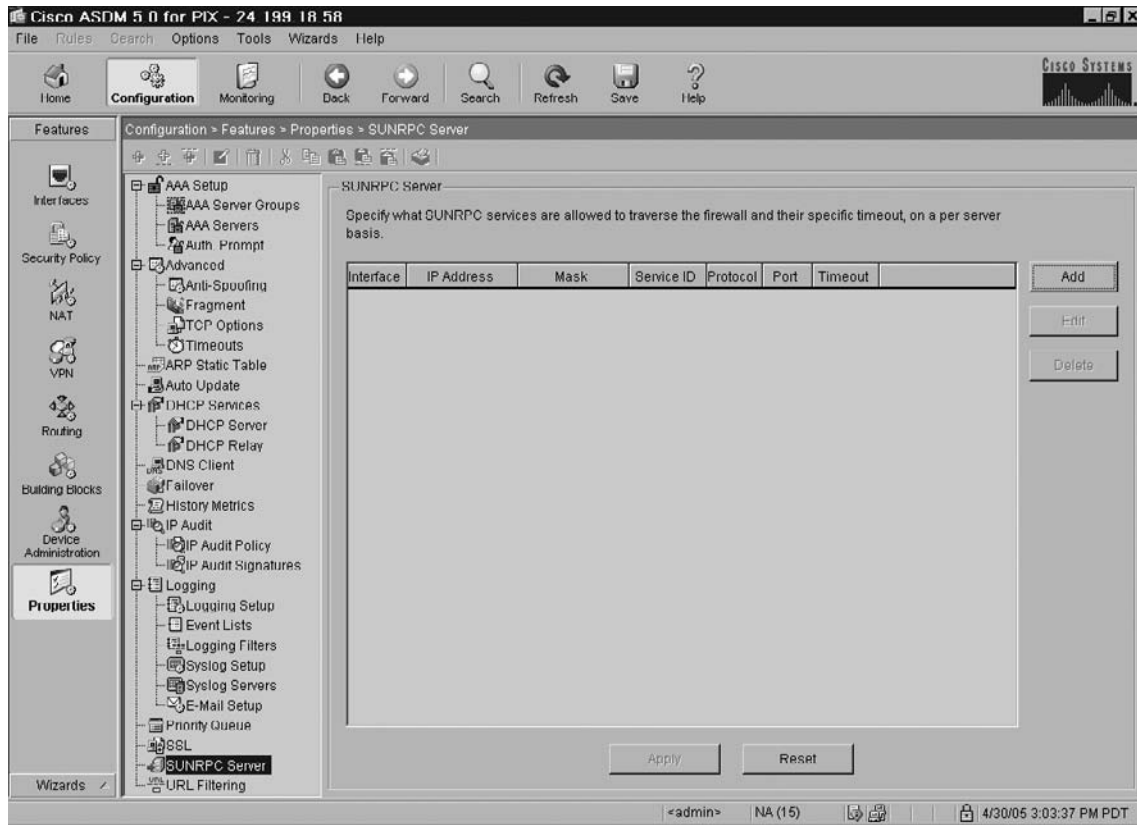 Cisco ASDM 5.0 for PIX - 24.199.18.58
File Rules Search Options Tools Wizards Help
Home Configuration Monitoring Back Forward Search Refresh Save Help
CISCO SYSTEMS
Features
Configuration > Features > Properties > SUNRPC Server
Interfaces
Security Policy
NAT
VPN
Routing
Building Blocks
Device Administration
Properties
Wizards
AAA Setup
AAA Server Groups
AAA Servers
Auth. Prompt
Advanced
Anti-Spoofing
Fragment
TCP Options
Timeouts
ARP Static Table
Auto Update
DHCP Services
DHCP Server
DHCP Relay
DNS Client
Failover
History Metrics
IP Audit
IP Audit Policy
IP Audit Signatures
Logging
Logging Setup
Event Lists
Logging Filters
Syslog Setup
Syslog Servers
E-Mail Setup
Priority Queue
SSL
SUNRPC Server
URL Filtering
SUNRPC Server
Specify what SUNRPC services are allowed to traverse the firewall and their specific timeout, on a per server
basis.
Interface IP Address Mask Service ID Protocol Port Timeout
Add
Edit
Delete
Apply Reset
<admin> NA (15) 4/30/05 3:03:37 PM PDT